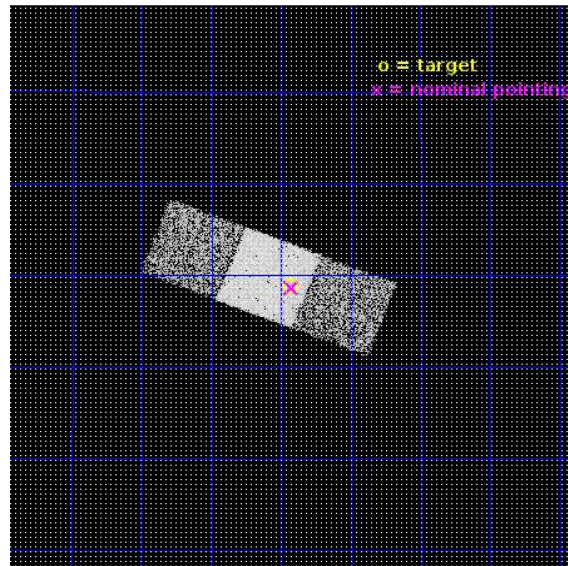 o = target
x = nominal pointing